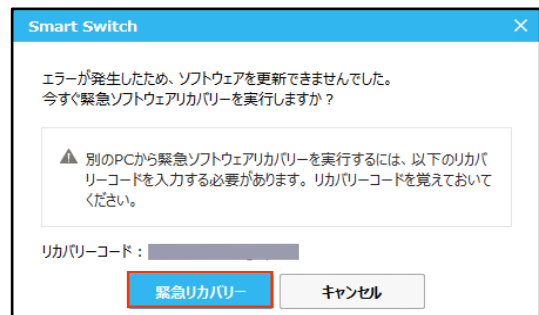 Smart Switch
エラーが発生したため、ソフトウェアを更新できませんでした。
今すぐ緊急ソフトウェアリカバリーを実行しますか？
別のPCから緊急ソフトウェアリカバリーを実行するには、以下のリカバ
リーコードを入力する必要があります。リカバリーコードを覚えておいて
ください。
リカバリーコード：
緊急リカバリー
キャンセル